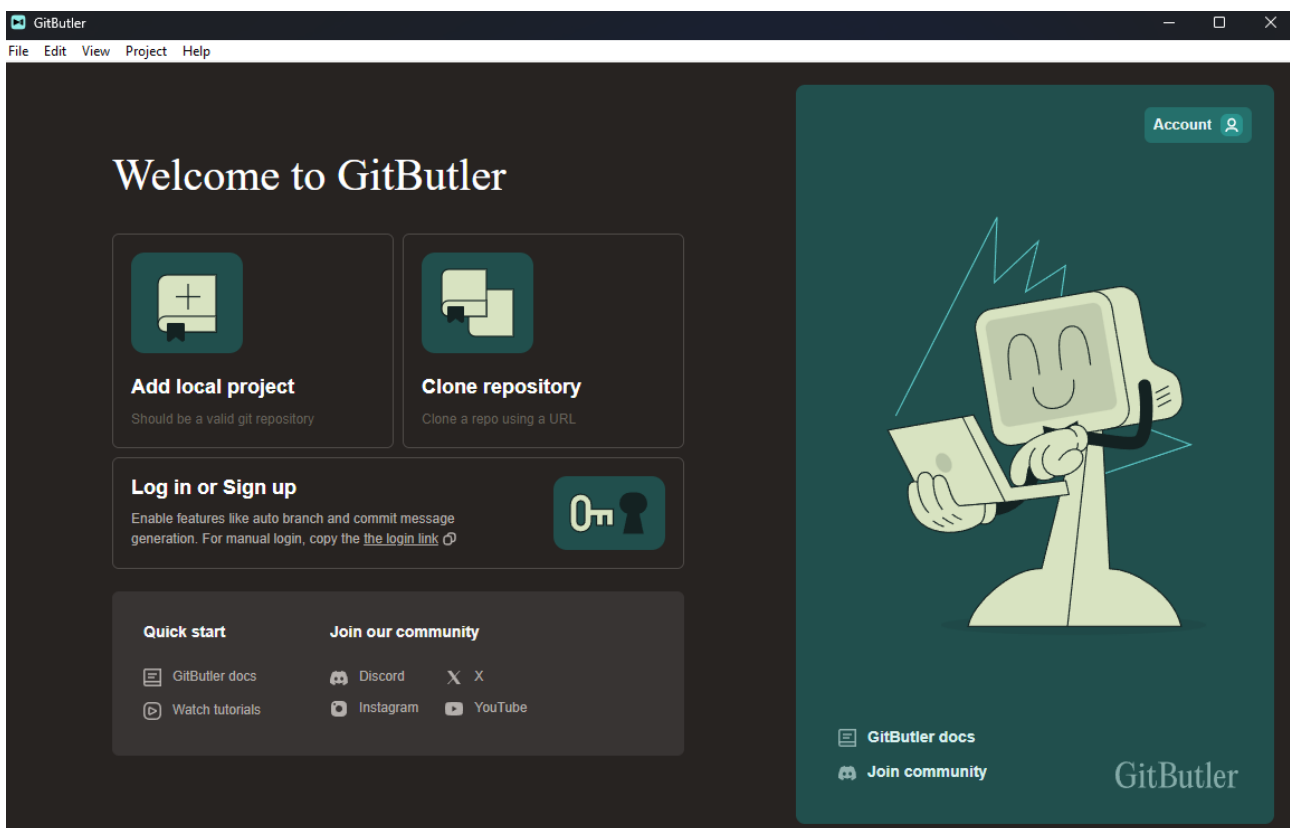 GitButler
File Edit View Project Help
Account
Welcome to GitButler
Add local project
Should be a valid git repository
Clone repository
Clone a repo using a URL
Log in or Sign up
Enable features like auto branch and commit message
generation. For manual login, copy the the login link
Quick start
GitButler docs
Watch tutorials
Join our community
Discord
X
Instagram
YouTube
GitButler docs
Join community
GitButler